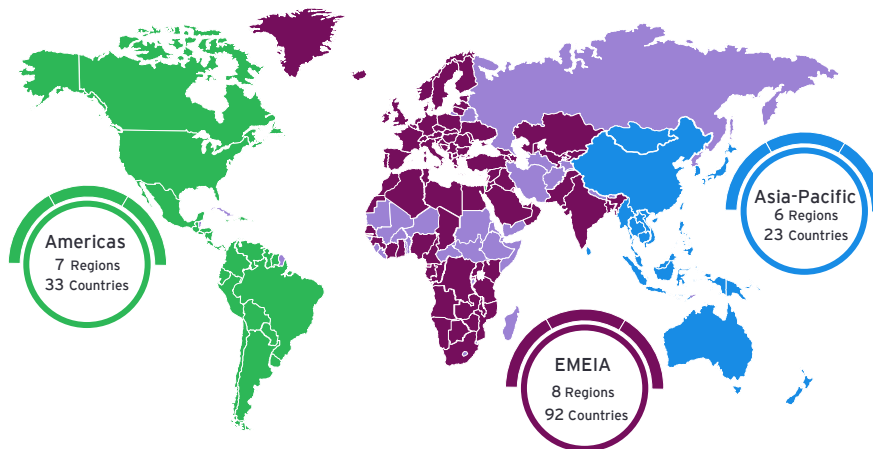 Americas
7 Regions
33 Countries
Asia-Pacific
6 Regions
23 Countries
EMEIA
8 Regions
92 Countries